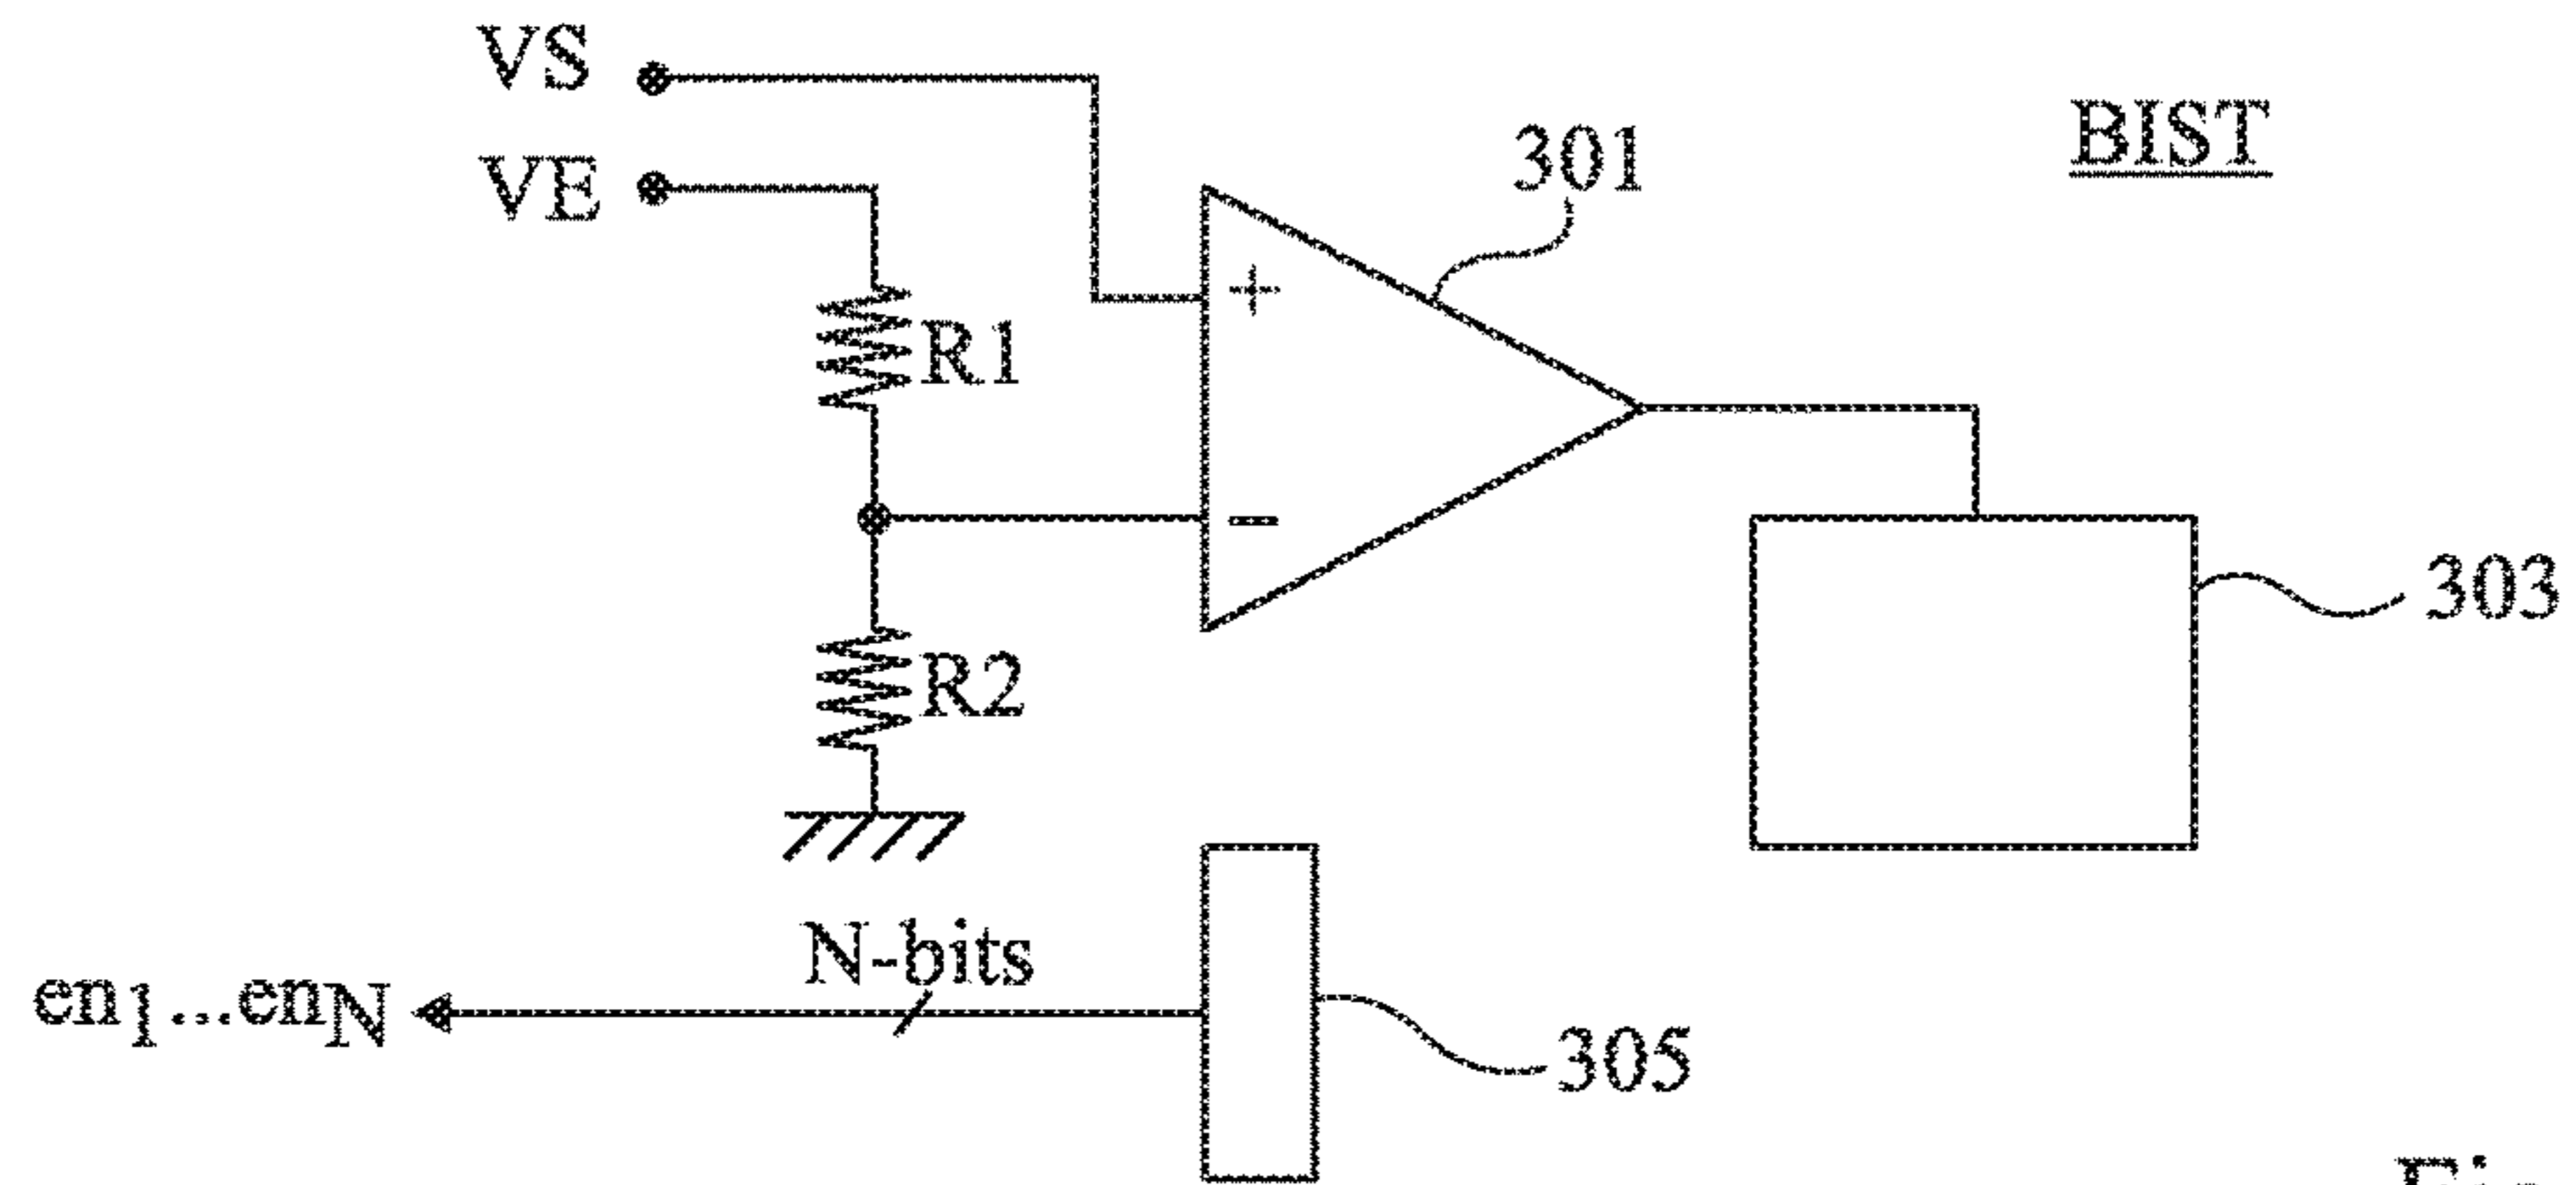 VS
BIST
301
VE
+
R1
-
303
R2
N-bits
en1...enN
305